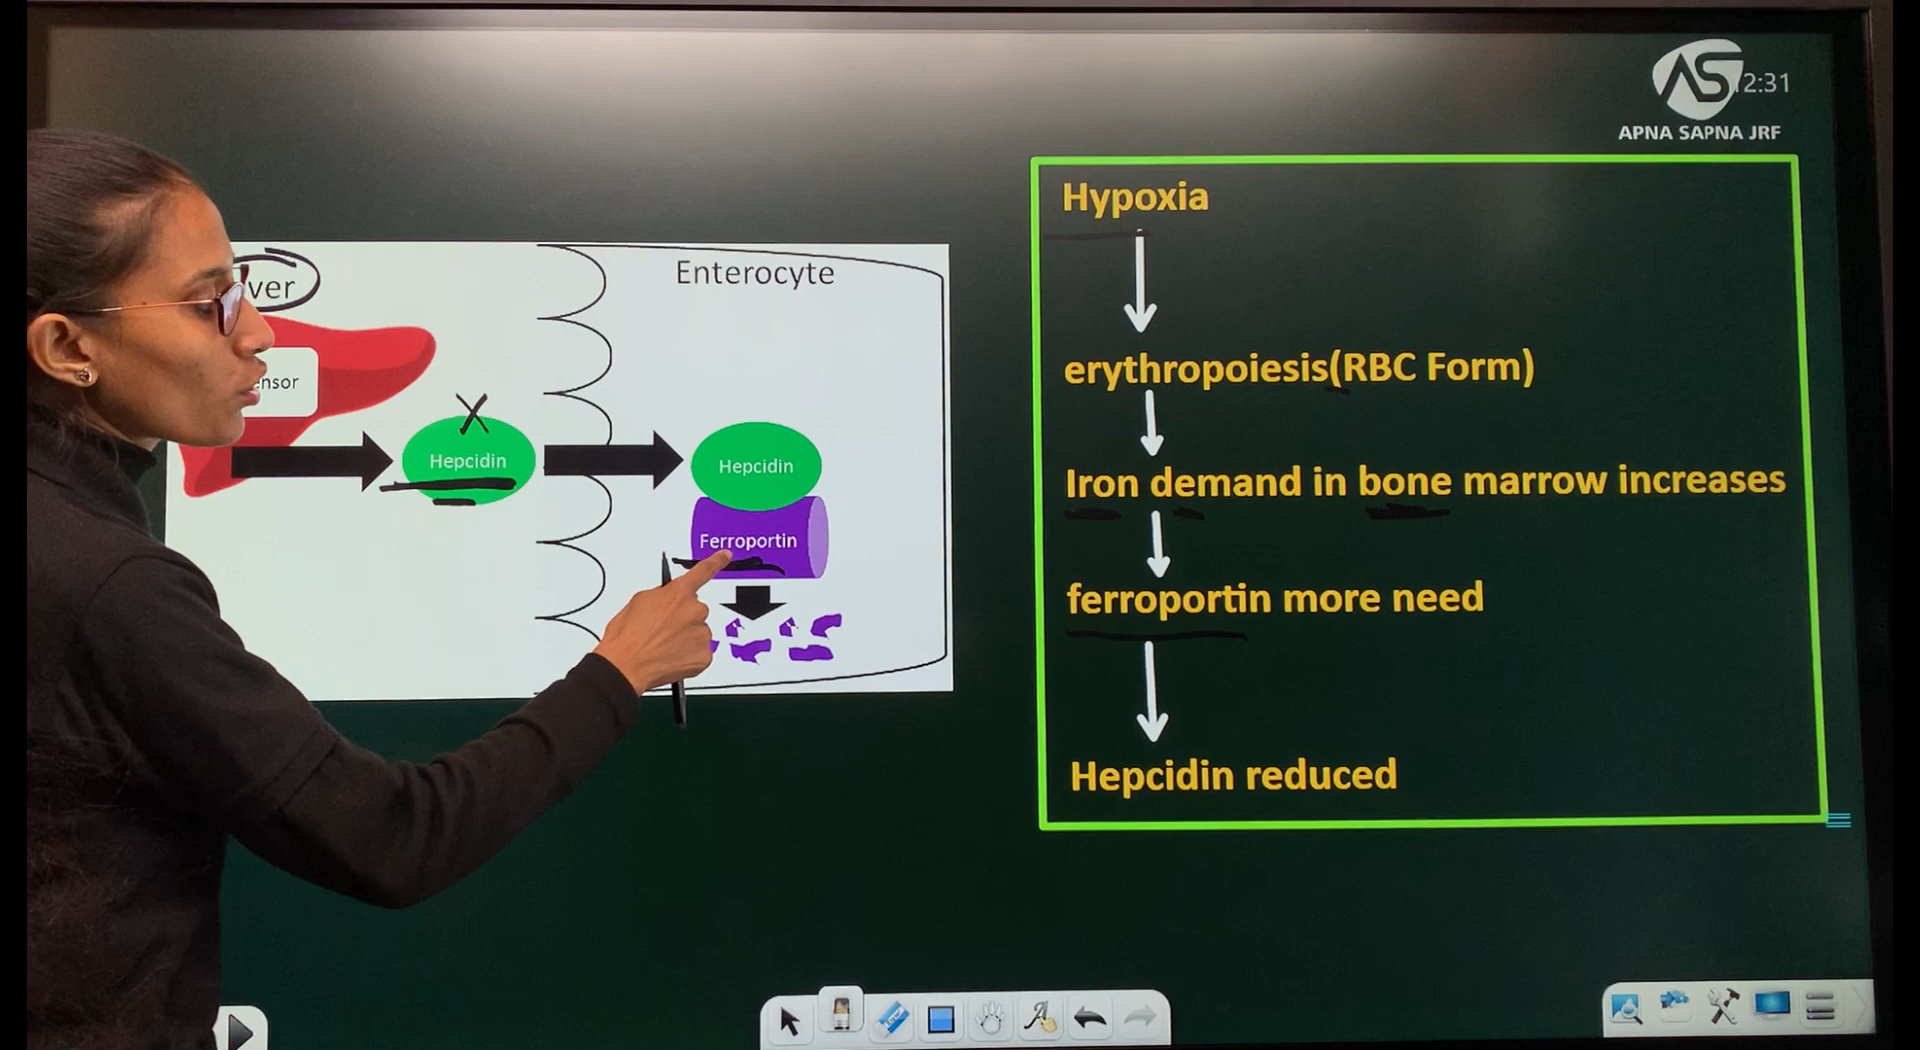 2:31
APNA SAPNA JRF
ver
ensor
Hepcidin
Enterocyte
Hepcidin
Ferroportin
Hypoxia
erythropoiesis(RBC Form)
Iron demand in bone marrow increases
ferroportin more need
Hepcidin reduced